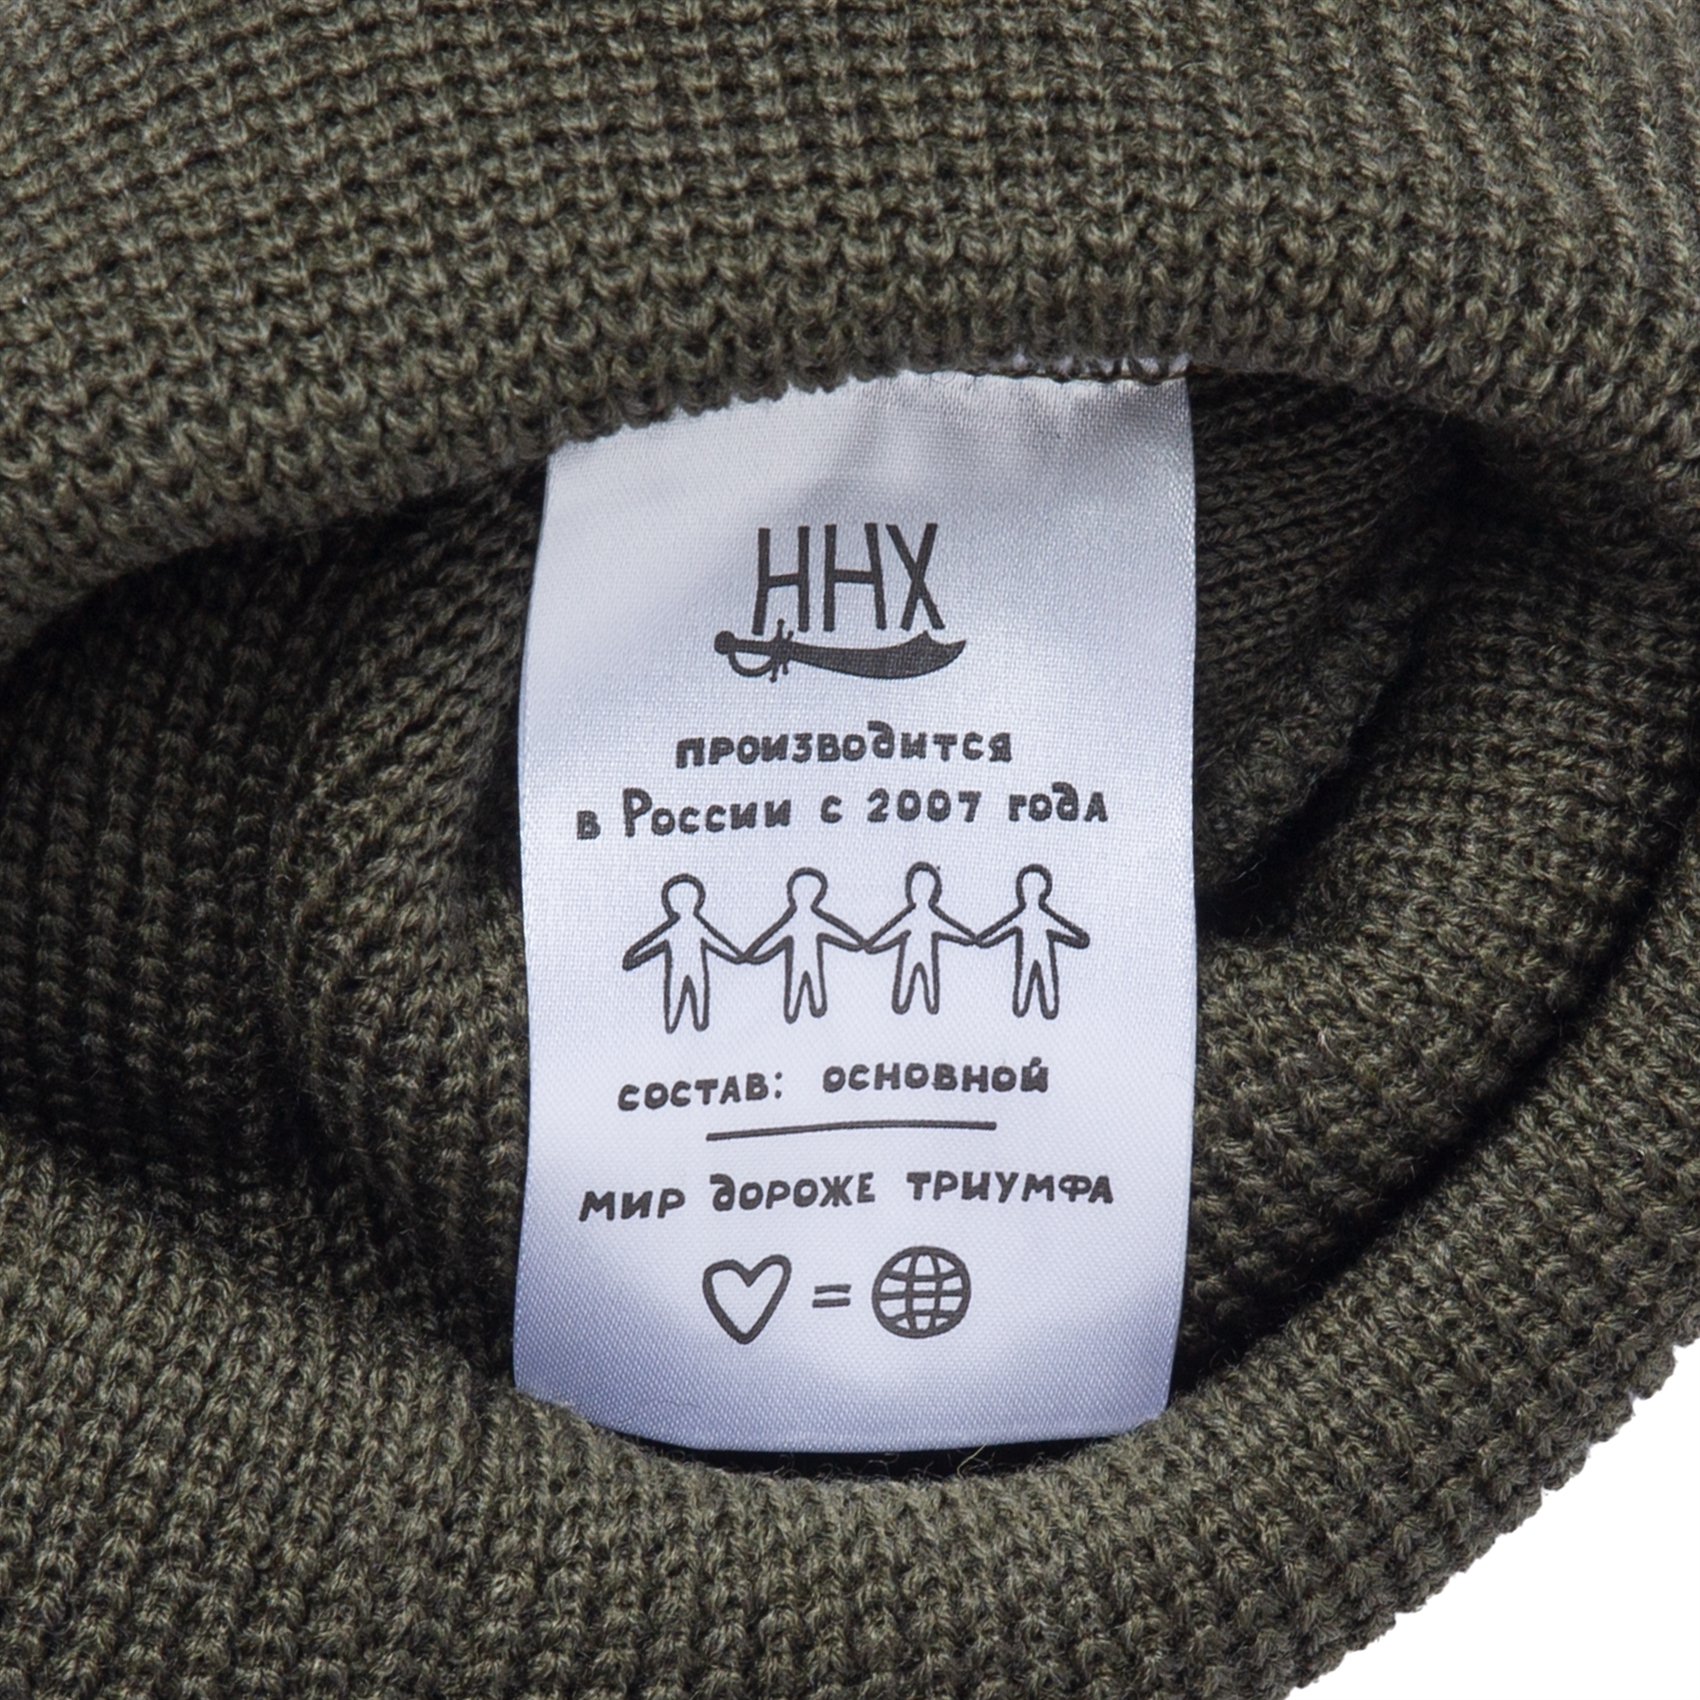 ННХ
производится
в России с 2007 года
состав: основной
мир дороже триумфа
=